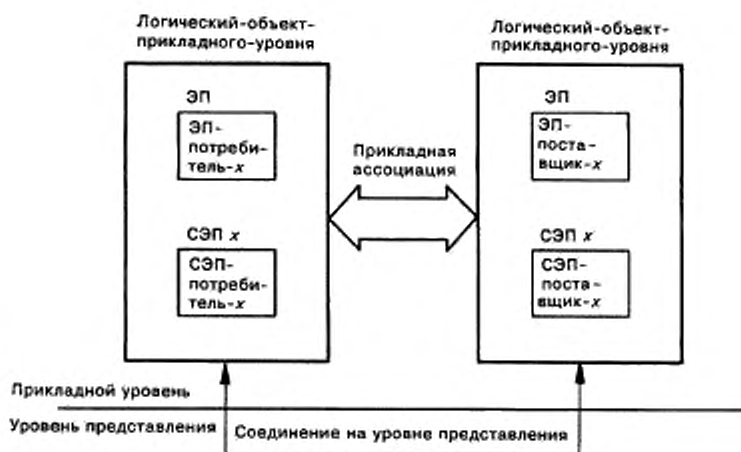 Логический-объект-
прикладного-уровня
ЭП
ЭП-
потреби-
тель-x
СЭП x
СЭП-
потреби-
тель-x
Прикладная
ассоциация
Логический-объект-
прикладного-уровня
ЭП
ЭП-
поста-
вщик-x
СЭП x
СЭП-
поста-
вщик-x
Прикладной уровень
Уровень представления
Соединение на уровне представления